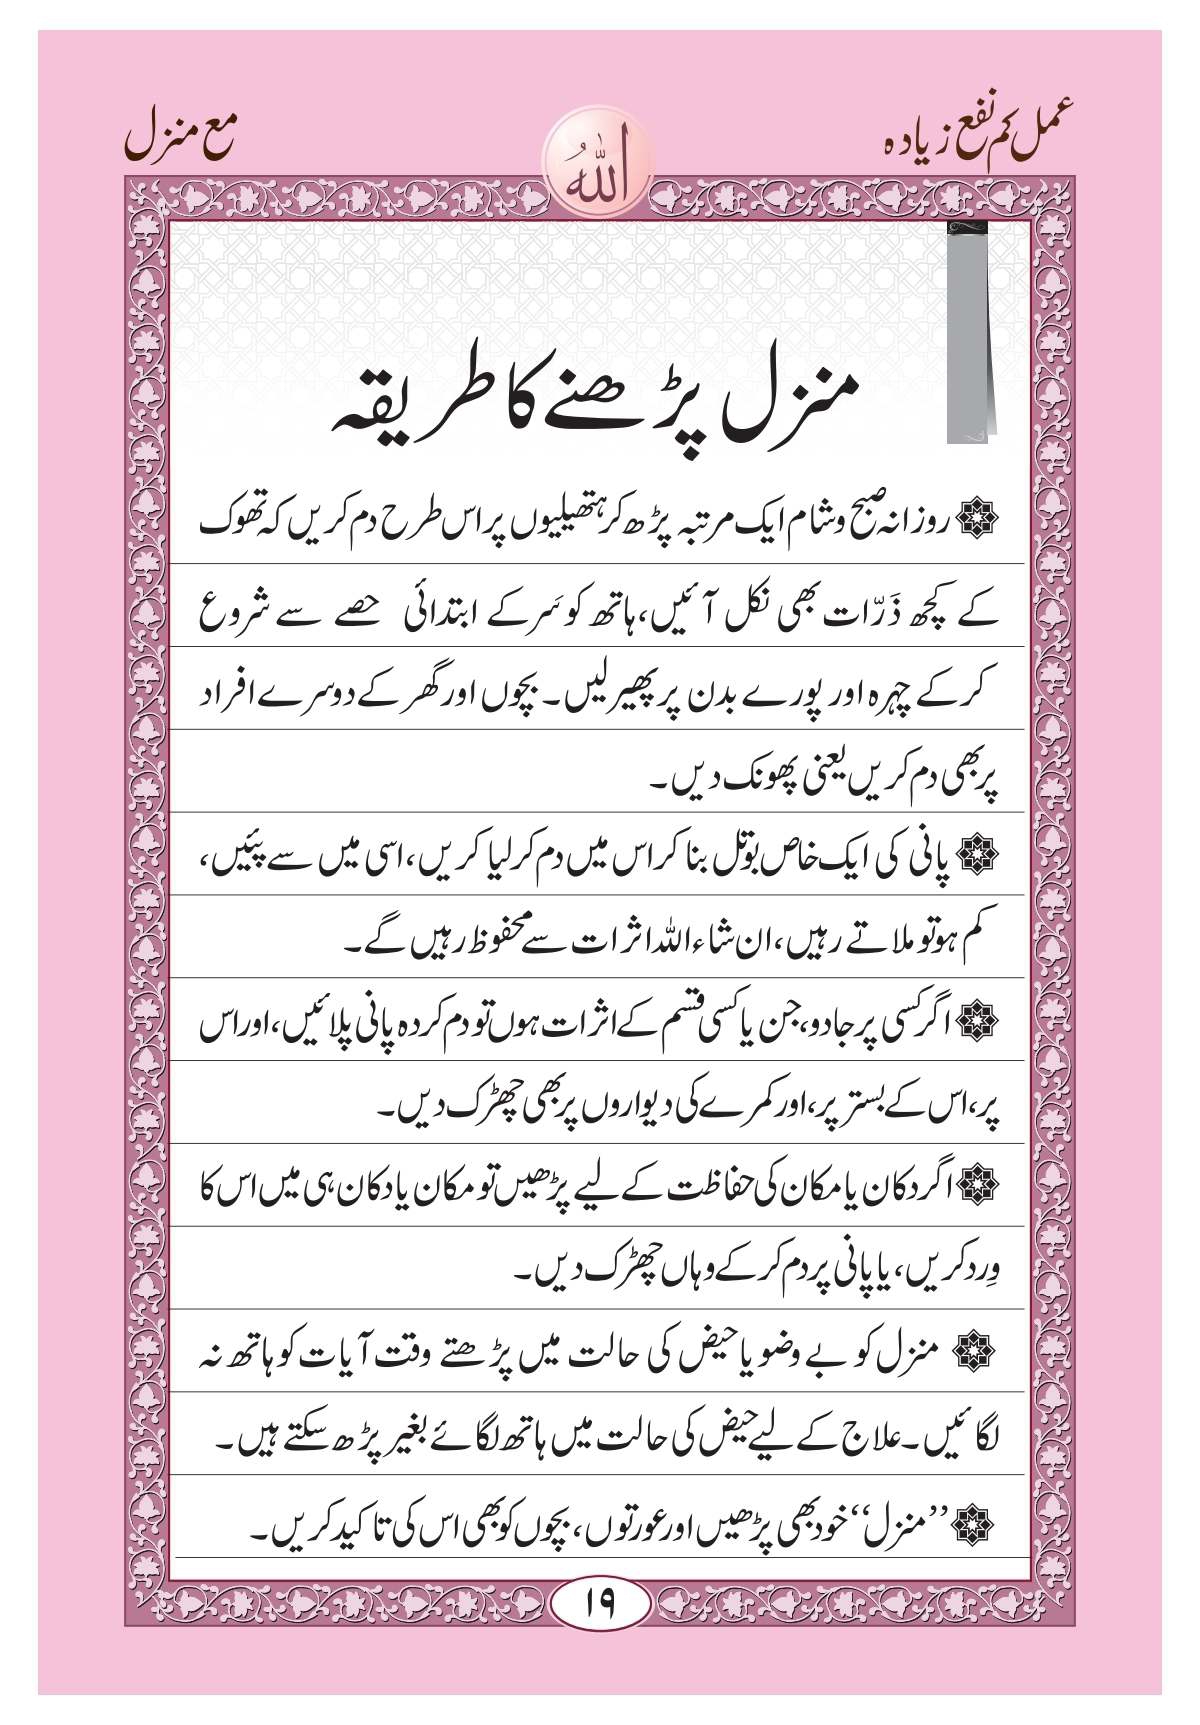 عمل کم نفع زیادہ
اللہُ
مع منزل
منزل پڑھنے کا طریقہ
روزانہ صبح و شام ایک مرتبہ پڑھ کر ہتھیلیوں پر اس طرح دم کریں کہ تھوک
کے کچھ ذَرّات بھی نکل آئیں، ہاتھ کو سَر کے ابتدائی حصے سے شروع
کر کے چہرہ اور پورے بدن پر پھیر لیں۔ بچوں اور گھر کے دوسرے افراد
پر بھی دم کریں یعنی پھونک دیں۔
پانی کی ایک خاص بوتل بنا کر اس میں دم کر لیا کریں، اسی میں سے پئیں،
کم ہو تو ملاتے رہیں، ان شاء اللہ اثرات سے محفوظ رہیں گے۔
اگر کسی پر جادو، جن یا کسی قسم کے اثرات ہوں تو دم کردہ پانی پلائیں، اور اس
پر، اس کے بستر پر، اور کمرے کی دیواروں پر بھی چھڑک دیں۔
اگر دکان یا مکان کی حفاظت کے لیے پڑھیں تو مکان یا دکان ہی میں اس کا
وِرد کریں، یا پانی پر دم کر کے وہاں چھڑک دیں۔
منزل کو بے وضو یا حیض کی حالت میں پڑھتے وقت آیات کو ہاتھ نہ
لگائیں۔ علاج کے لیے حیض کی حالت میں ہاتھ لگائے بغیر پڑھ سکتے ہیں۔
’’منزل‘‘ خود بھی پڑھیں اور عورتوں، بچوں کو بھی اس کی تاکید کریں۔
۱۹